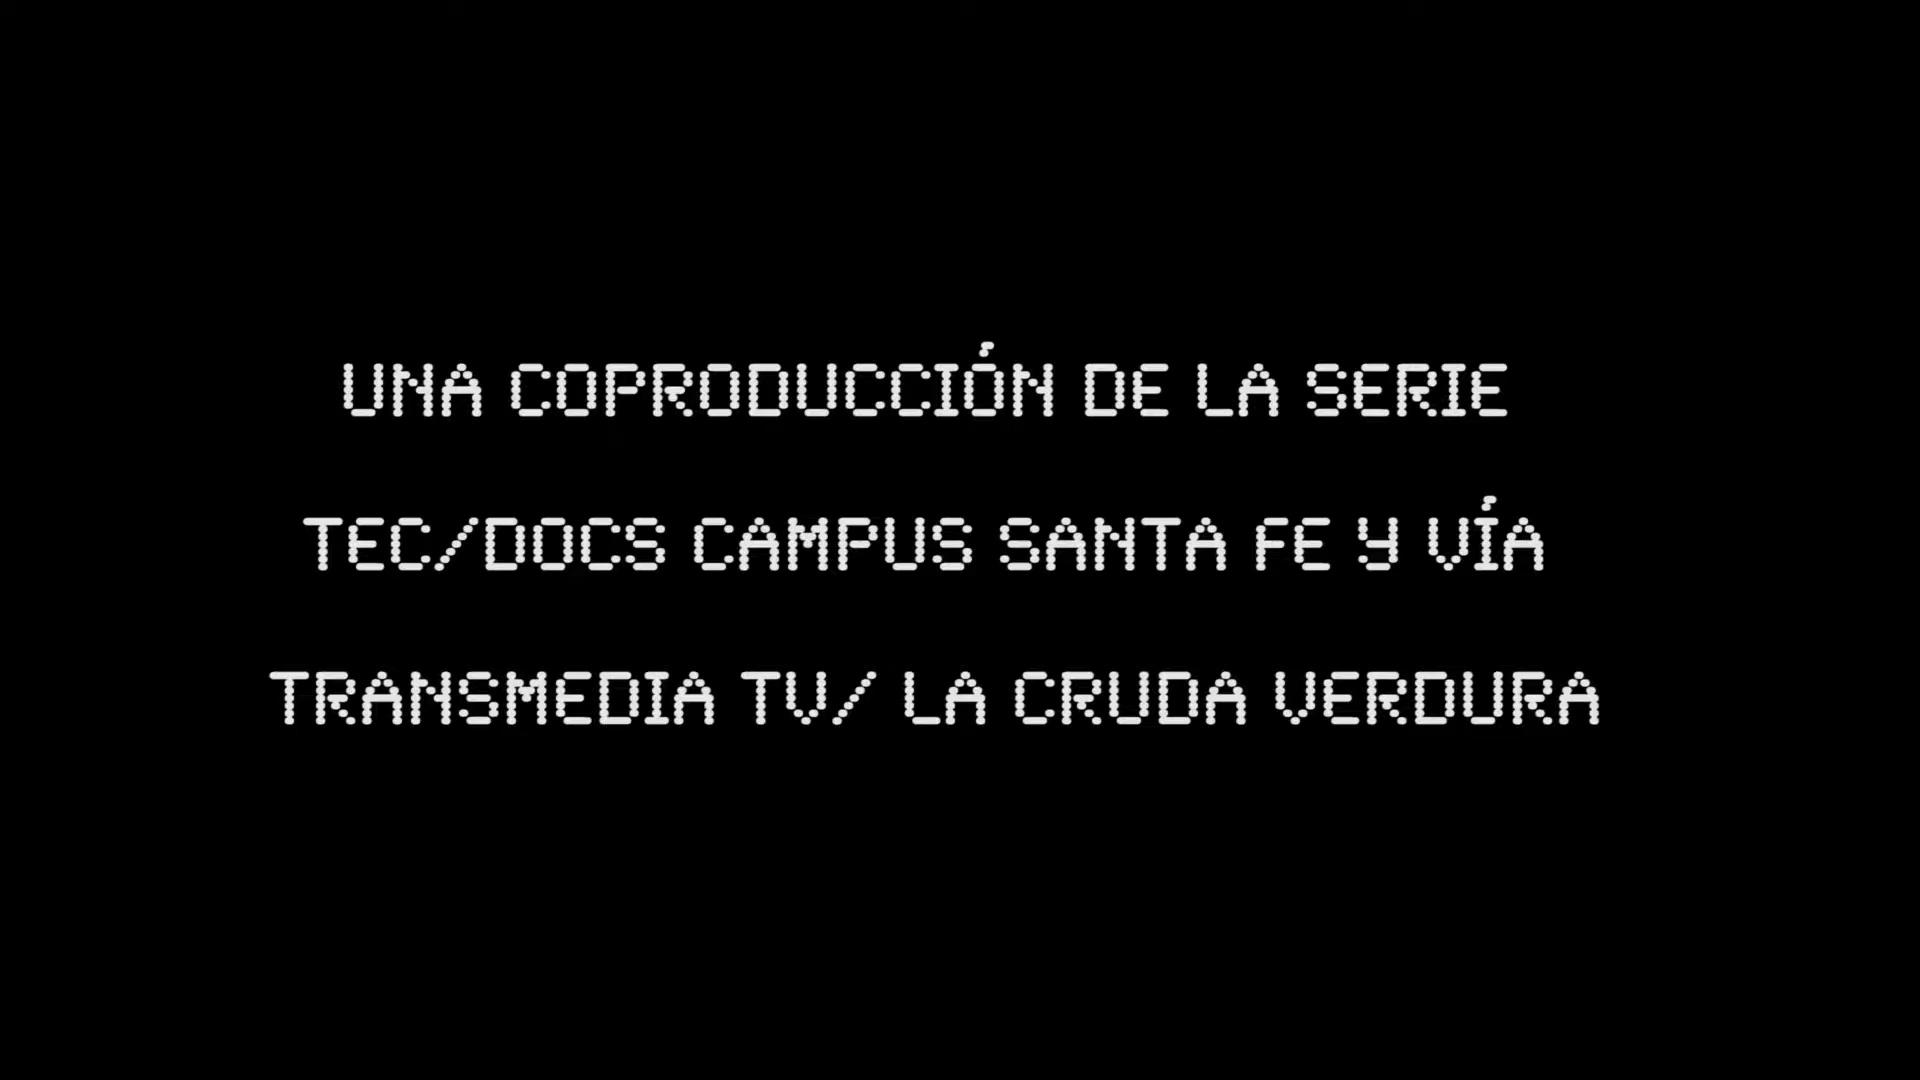 UNA COPRODUCCIÓN DE LA SERIE
TEC/DOCS CAMPUS SANTA FE Y VÍA
TRANSMEDIA TV/ LA CRUDA VERDURA